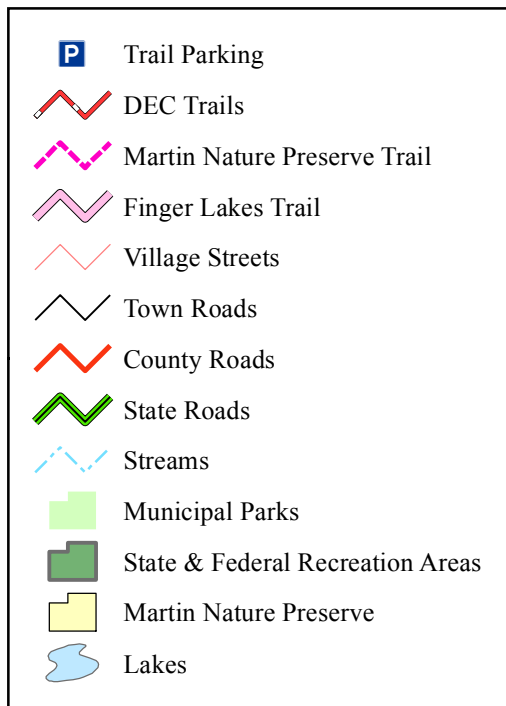 P Trail Parking
DEC Trails
Martin Nature Preserve Trail
Finger Lakes Trail
Village Streets
Town Roads
County Roads
State Roads
Streams
Municipal Parks
State & Federal Recreation Areas
Martin Nature Preserve
Lakes